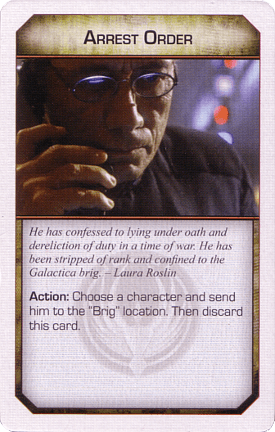 Arrest Order
He has confessed to lying under oath and
dereliction of duty in a time of war. He has
been stripped of rank and confined to the
Galactica brig. – Laura Roslin
Action: Choose a character and send
him to the "Brig" location. Then discard
this card.